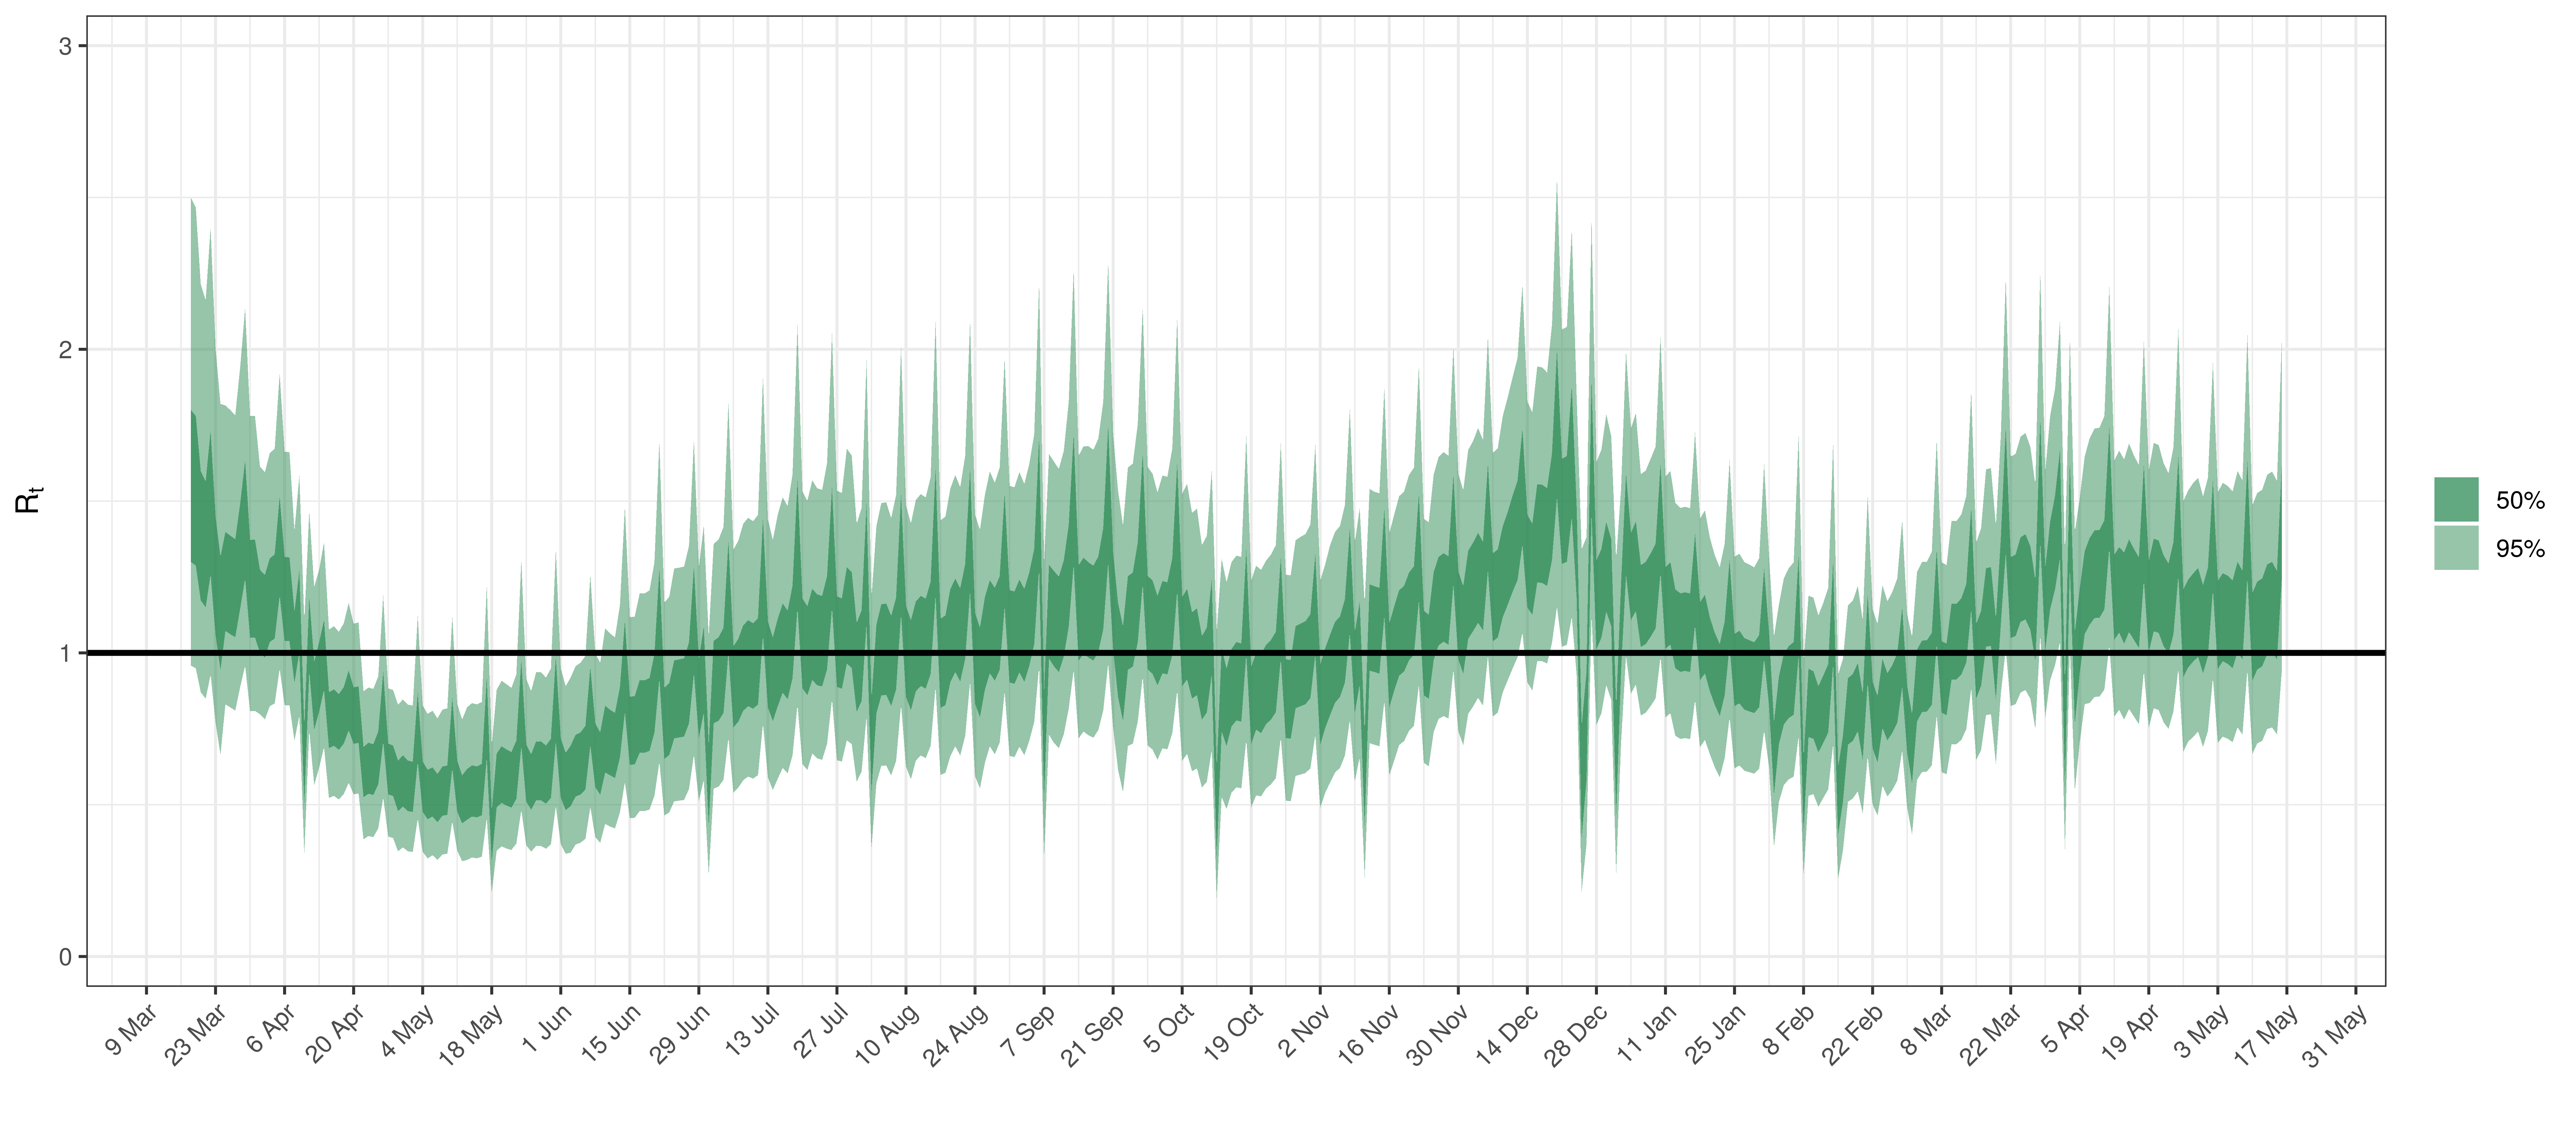 3
2
1
0
Rt
9 Mar
23 Mar
6 Apr
20 Apr
4 May
18 May
1 Jun
15 Jun
29 Jun
13 Jul
27 Jul
10 Aug
24 Aug
7 Sep
21 Sep
5 Oct
19 Oct
2 Nov
16 Nov
30 Nov
14 Dec
28 Dec
11 Jan
25 Jan
8 Feb
22 Feb
8 Mar
22 Mar
5 Apr
19 Apr
3 May
17 May
31 May
50%
95%